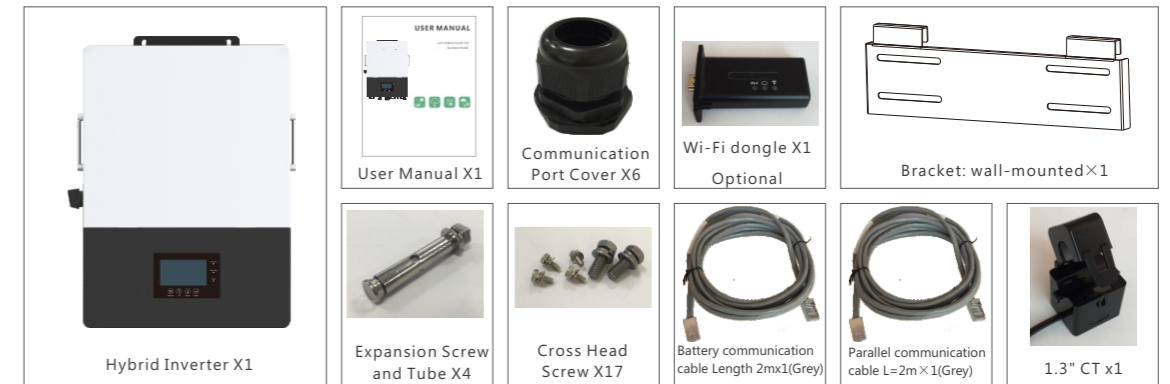 USER MANUAL
User Manual X1
Communication
Port Cover X6
Wi-Fi dongle X1
Optional
Bracket: wall-mounted×1
Hybrid Inverter X1
Expansion Screw
and Tube X4
Cross Head
Screw X17
Battery communication
cable Length 2mx1(Grey)
Parallel communication
cable L=2m×1(Grey)
1.3" CT x1